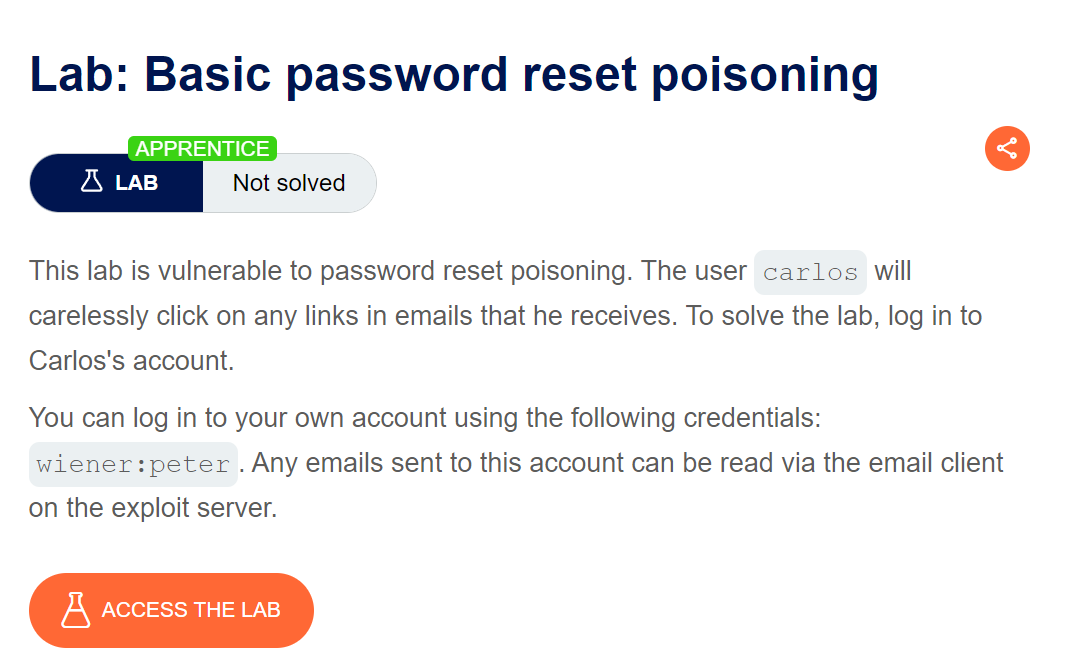 Lab: Basic password reset poisoning
APPRENTICE
LAB
Not solved
This lab is vulnerable to password reset poisoning. The user carlos will
carelessly click on any links in emails that he receives. To solve the lab, log in to
Carlos's account.
You can log in to your own account using the following credentials:
wiener:peter. Any emails sent to this account can be read via the email client
on the exploit server.
ACCESS THE LAB